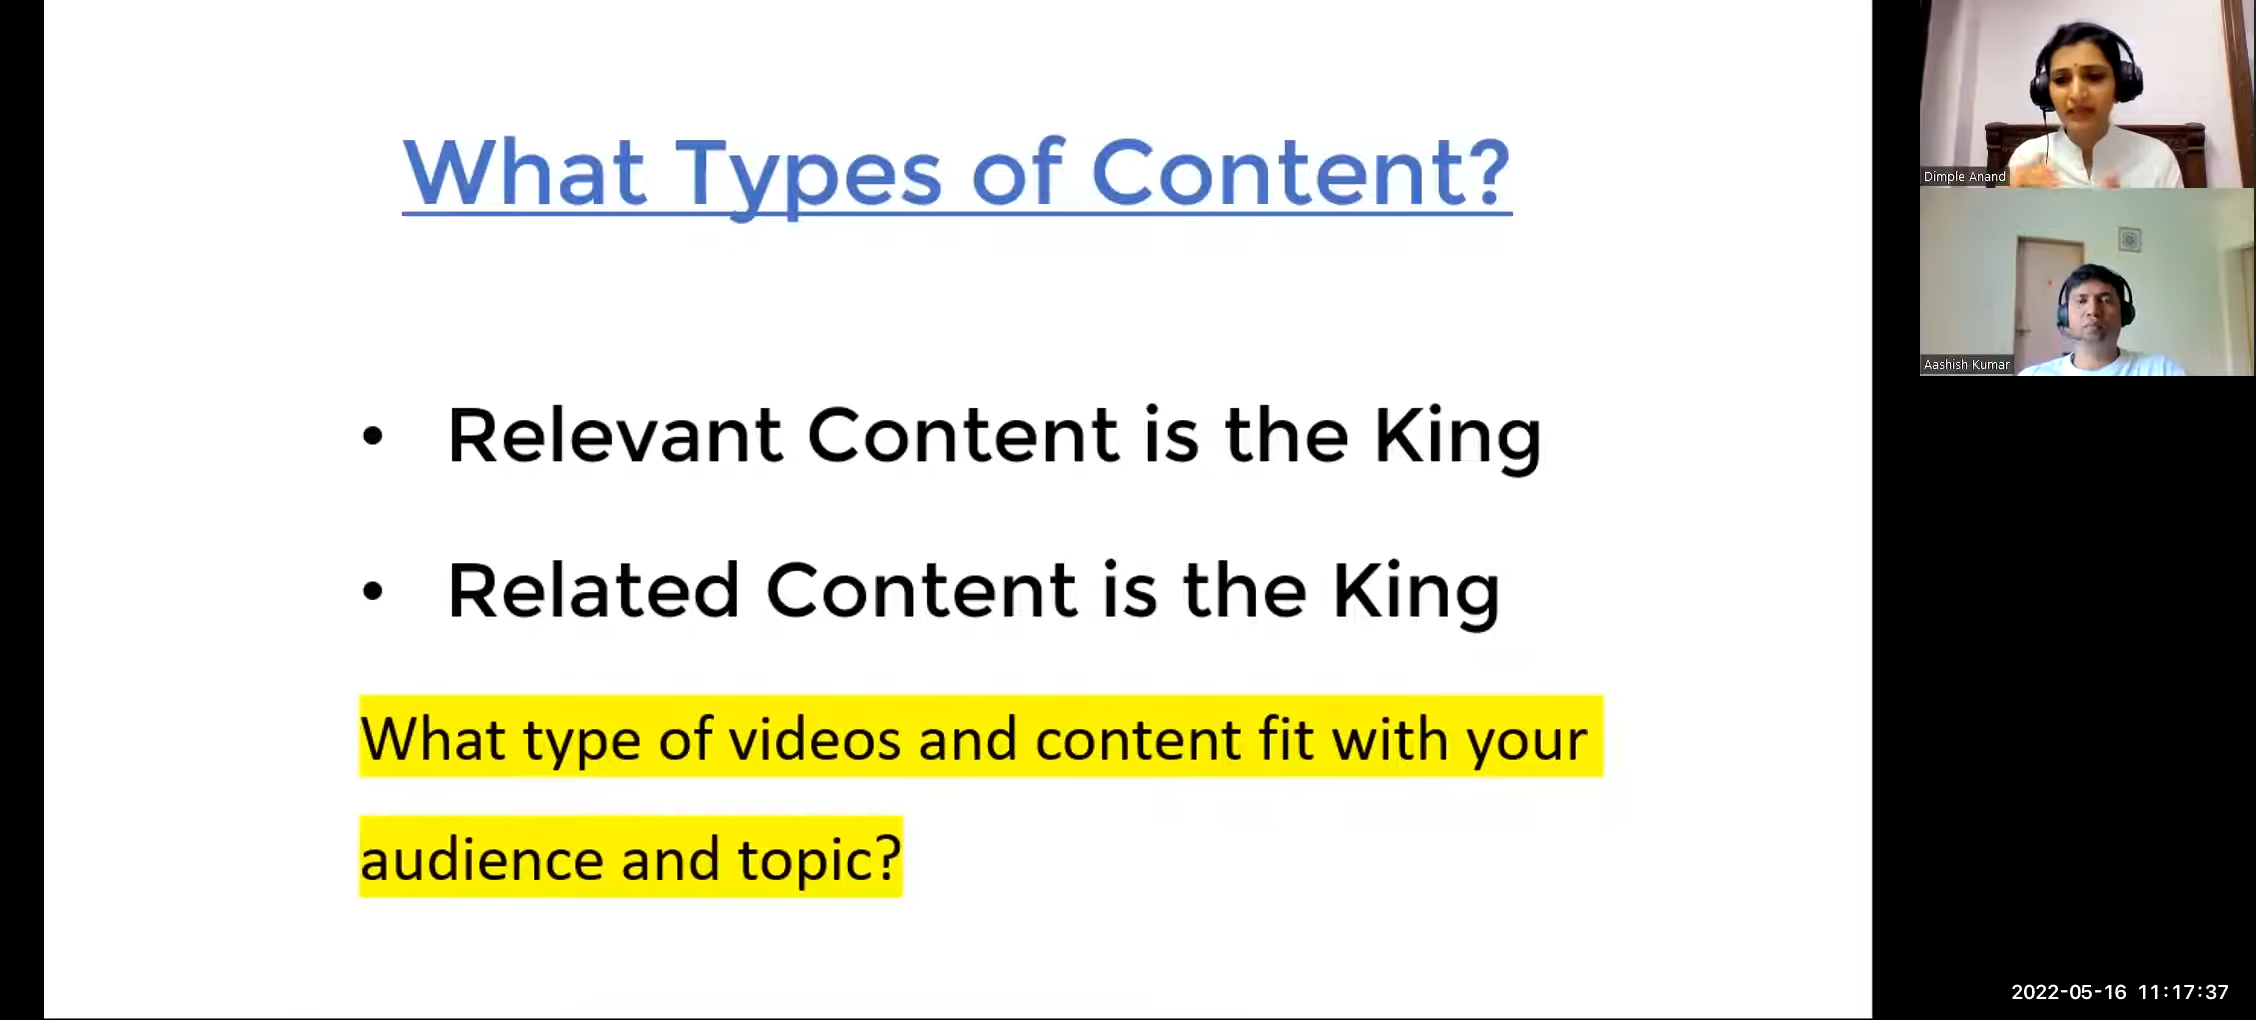 What Types of Content?
• Relevant Content is the King
• Related Content is the King
What type of videos and content fit with your
audience and topic?
Dimple Anand
Aashish Kumar
2022-05-16 11:17:37